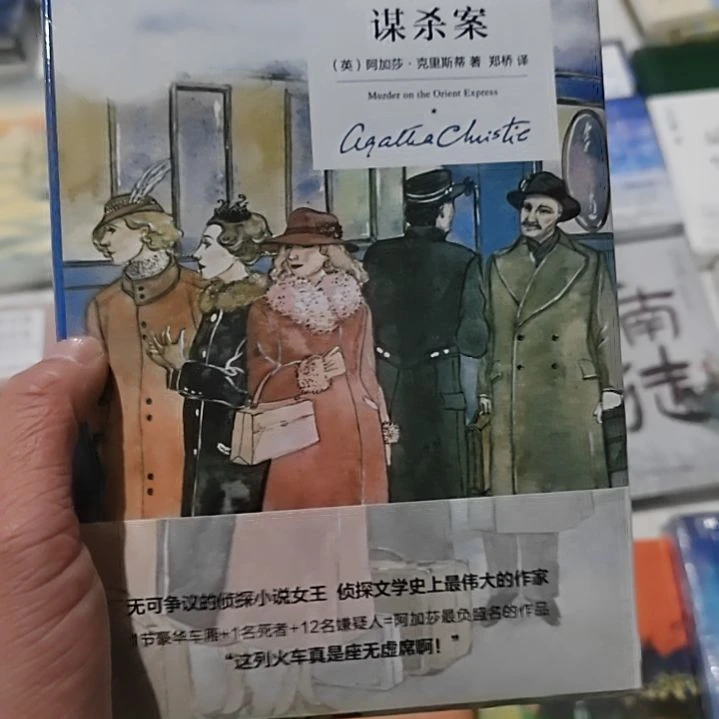 谋杀案
（英）阿加莎·克里斯蒂 著 郑桥 译
Murder on the Orient Express
Agatha Christie
无可争议的侦探小说女王 侦探文学史上最伟大的作家
1节豪华车厢+1名死者+12名嫌疑人=阿加莎最负盛名的作品
“这列火车真是座无虚席啊！”
南
徒